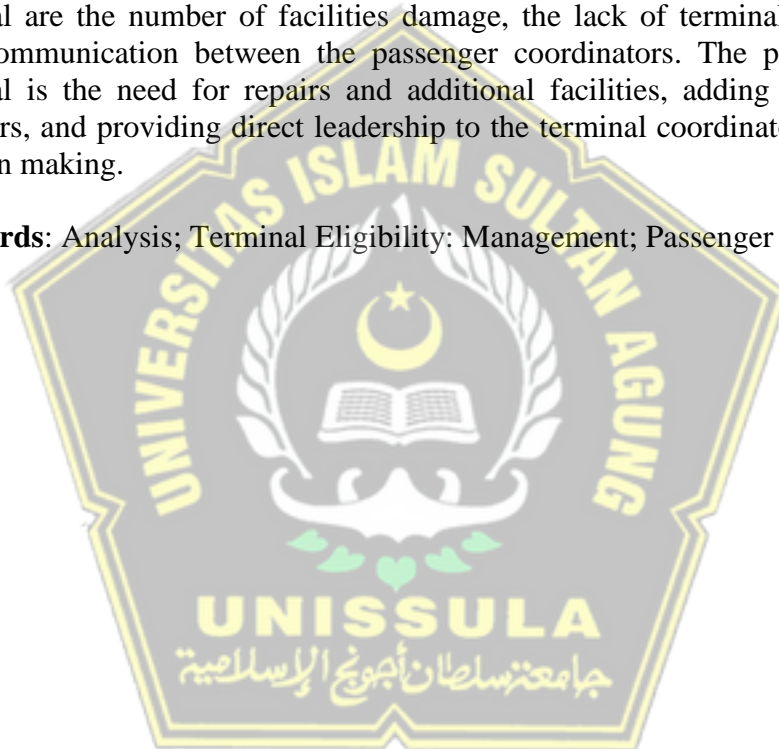 al are the number of facilities damage, the lack of terminal
ommunication between the passenger coordinators. The p
al is the need for repairs and additional facilities, adding
rs, and providing direct leadership to the terminal coordinat
n making.
rds: Analysis; Terminal Eligibility: Management; Passenger
UNIVERSITAS ISLAM SULTAN AGUNG
UNISSULA
جامعتسلطان أجونج الإسلامية